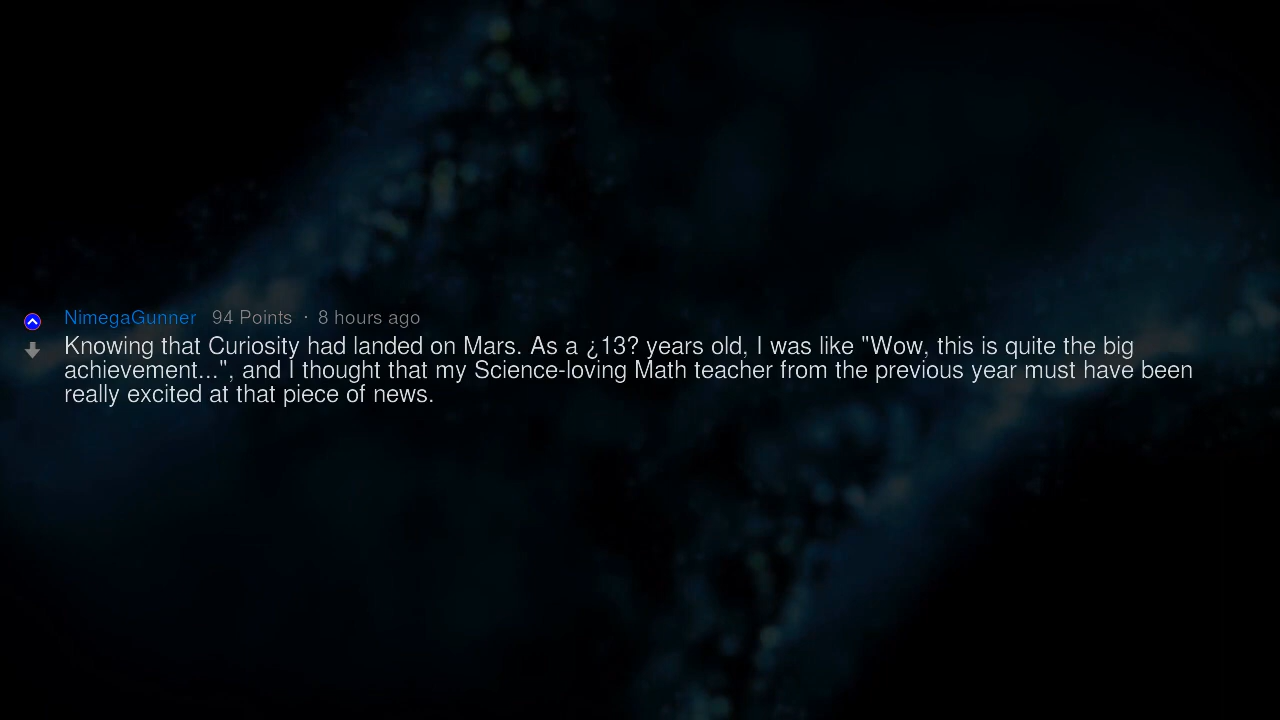 NimegaGunner 94 Points · 8 hours ago
Knowing that Curiosity had landed on Mars. As a ¿13? years old, I was like "Wow, this is quite the big
achievement...", and I thought that my Science-loving Math teacher from the previous year must have been
really excited at that piece of news.